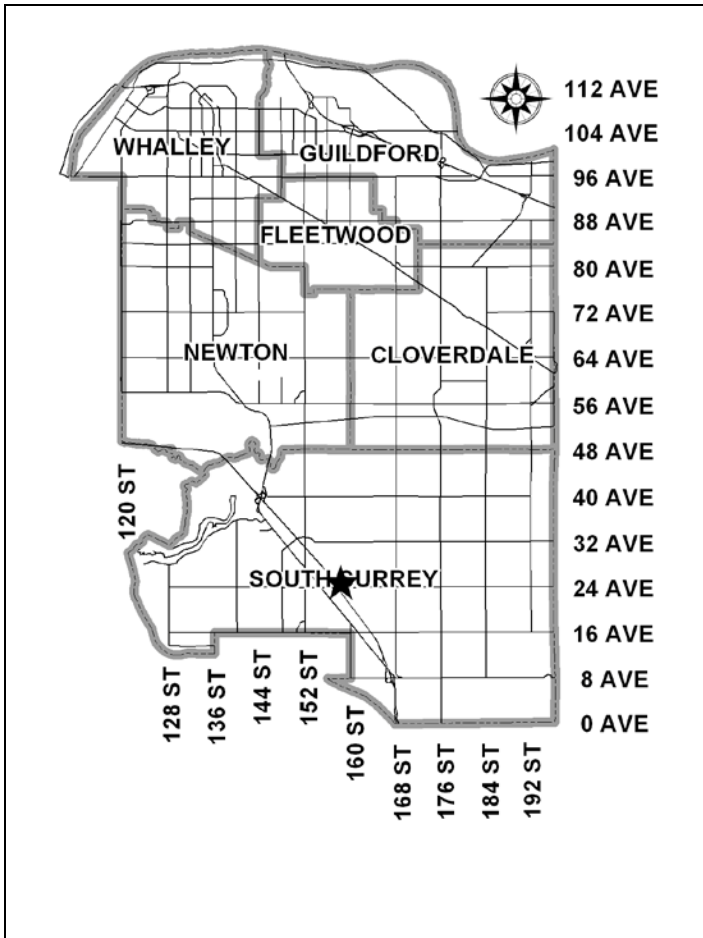 112 AVE
104 AVE
WHALLEY
GUILDFORD
96 AVE
88 AVE
FLEETWOOD
80 AVE
72 AVE
NEWTON
CLOVERDALE
64 AVE
56 AVE
48 AVE
120 ST
40 AVE
32 AVE
SOUTH SURREY
24 AVE
16 AVE
128 ST
136 ST
144 ST
152 ST
160 ST
168 ST
176 ST
184 ST
192 ST
8 AVE
0 AVE